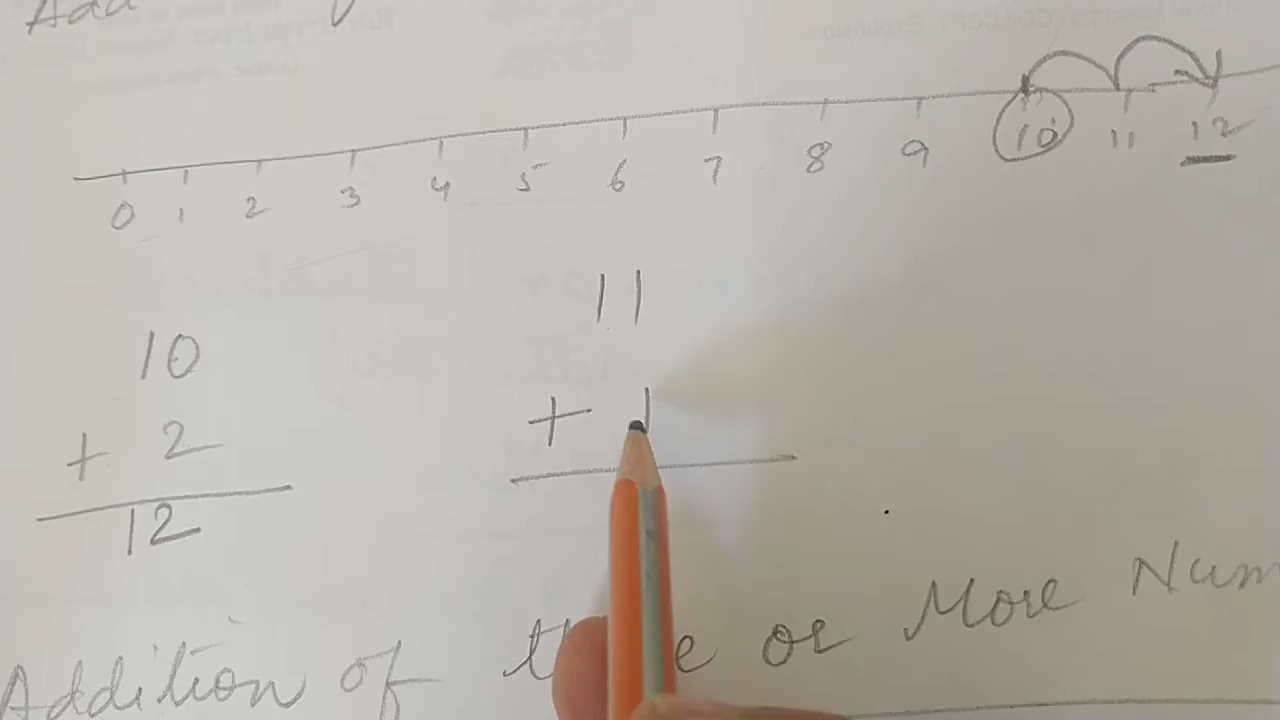 0 1 2 3 4 5 6 7 8 9 10 11 12
11
10
+ 1
+ 2
12
Addition of or More